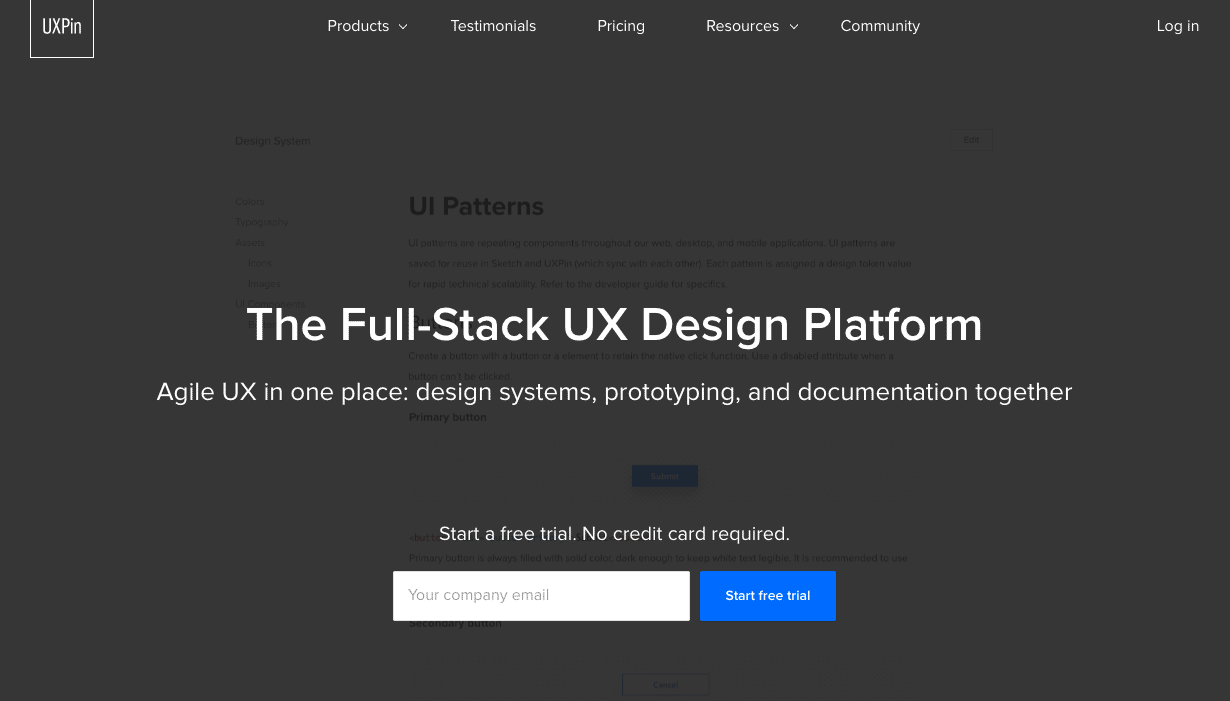 UXPin
Products
Testimonials
Pricing
Resources
Community
Log in
Design System
Edit
Colors
Typography
Assets
Icons
Images
UI Components
UI Patterns
UI patterns are repeating components throughout our web, desktop, and mobile applications. UI patterns are
saved for reuse in Sketch and UXPin (which sync with each other). Each pattern is assigned a design token value
for rapid technical scalability. Refer to the developer guide for specifics.
The Full-Stack UX Design Platform
Create a button with a button or a element to retain the native click function. Use a disabled attribute when a
button can't be clicked.
Agile UX in one place: design systems, prototyping, and documentation together
Primary button
Submit
Start a free trial. No credit card required.
Primary button is always filled with solid color, dark enough to keep white text legible. It is recommended to use
Your company email
Start free trial
Secondary button
Cancel